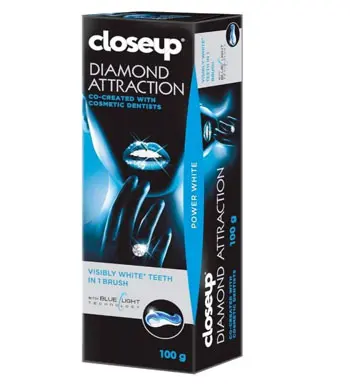 closeup®
DIAMOND
ATTRACTION
CO-CREATED WITH
COSMETIC DENTISTS
VISIBLY WHITE* TEETH
IN 1 BRUSH
WITH BLUE LIGHT
TECHNOLOGY
100 g
POWER WHITE
closeup®
DIAMOND ATTRACTION
CO-CREATED WITH
COSMETIC DENTISTS
100 g